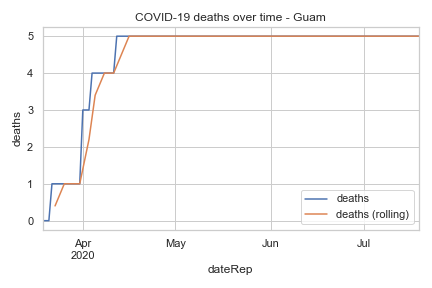 COVID-19 deaths over time - Guam
deaths
5
4
3
2
1
0
Apr
2020
May
Jun
Jul
dateRep
deaths
deaths (rolling)